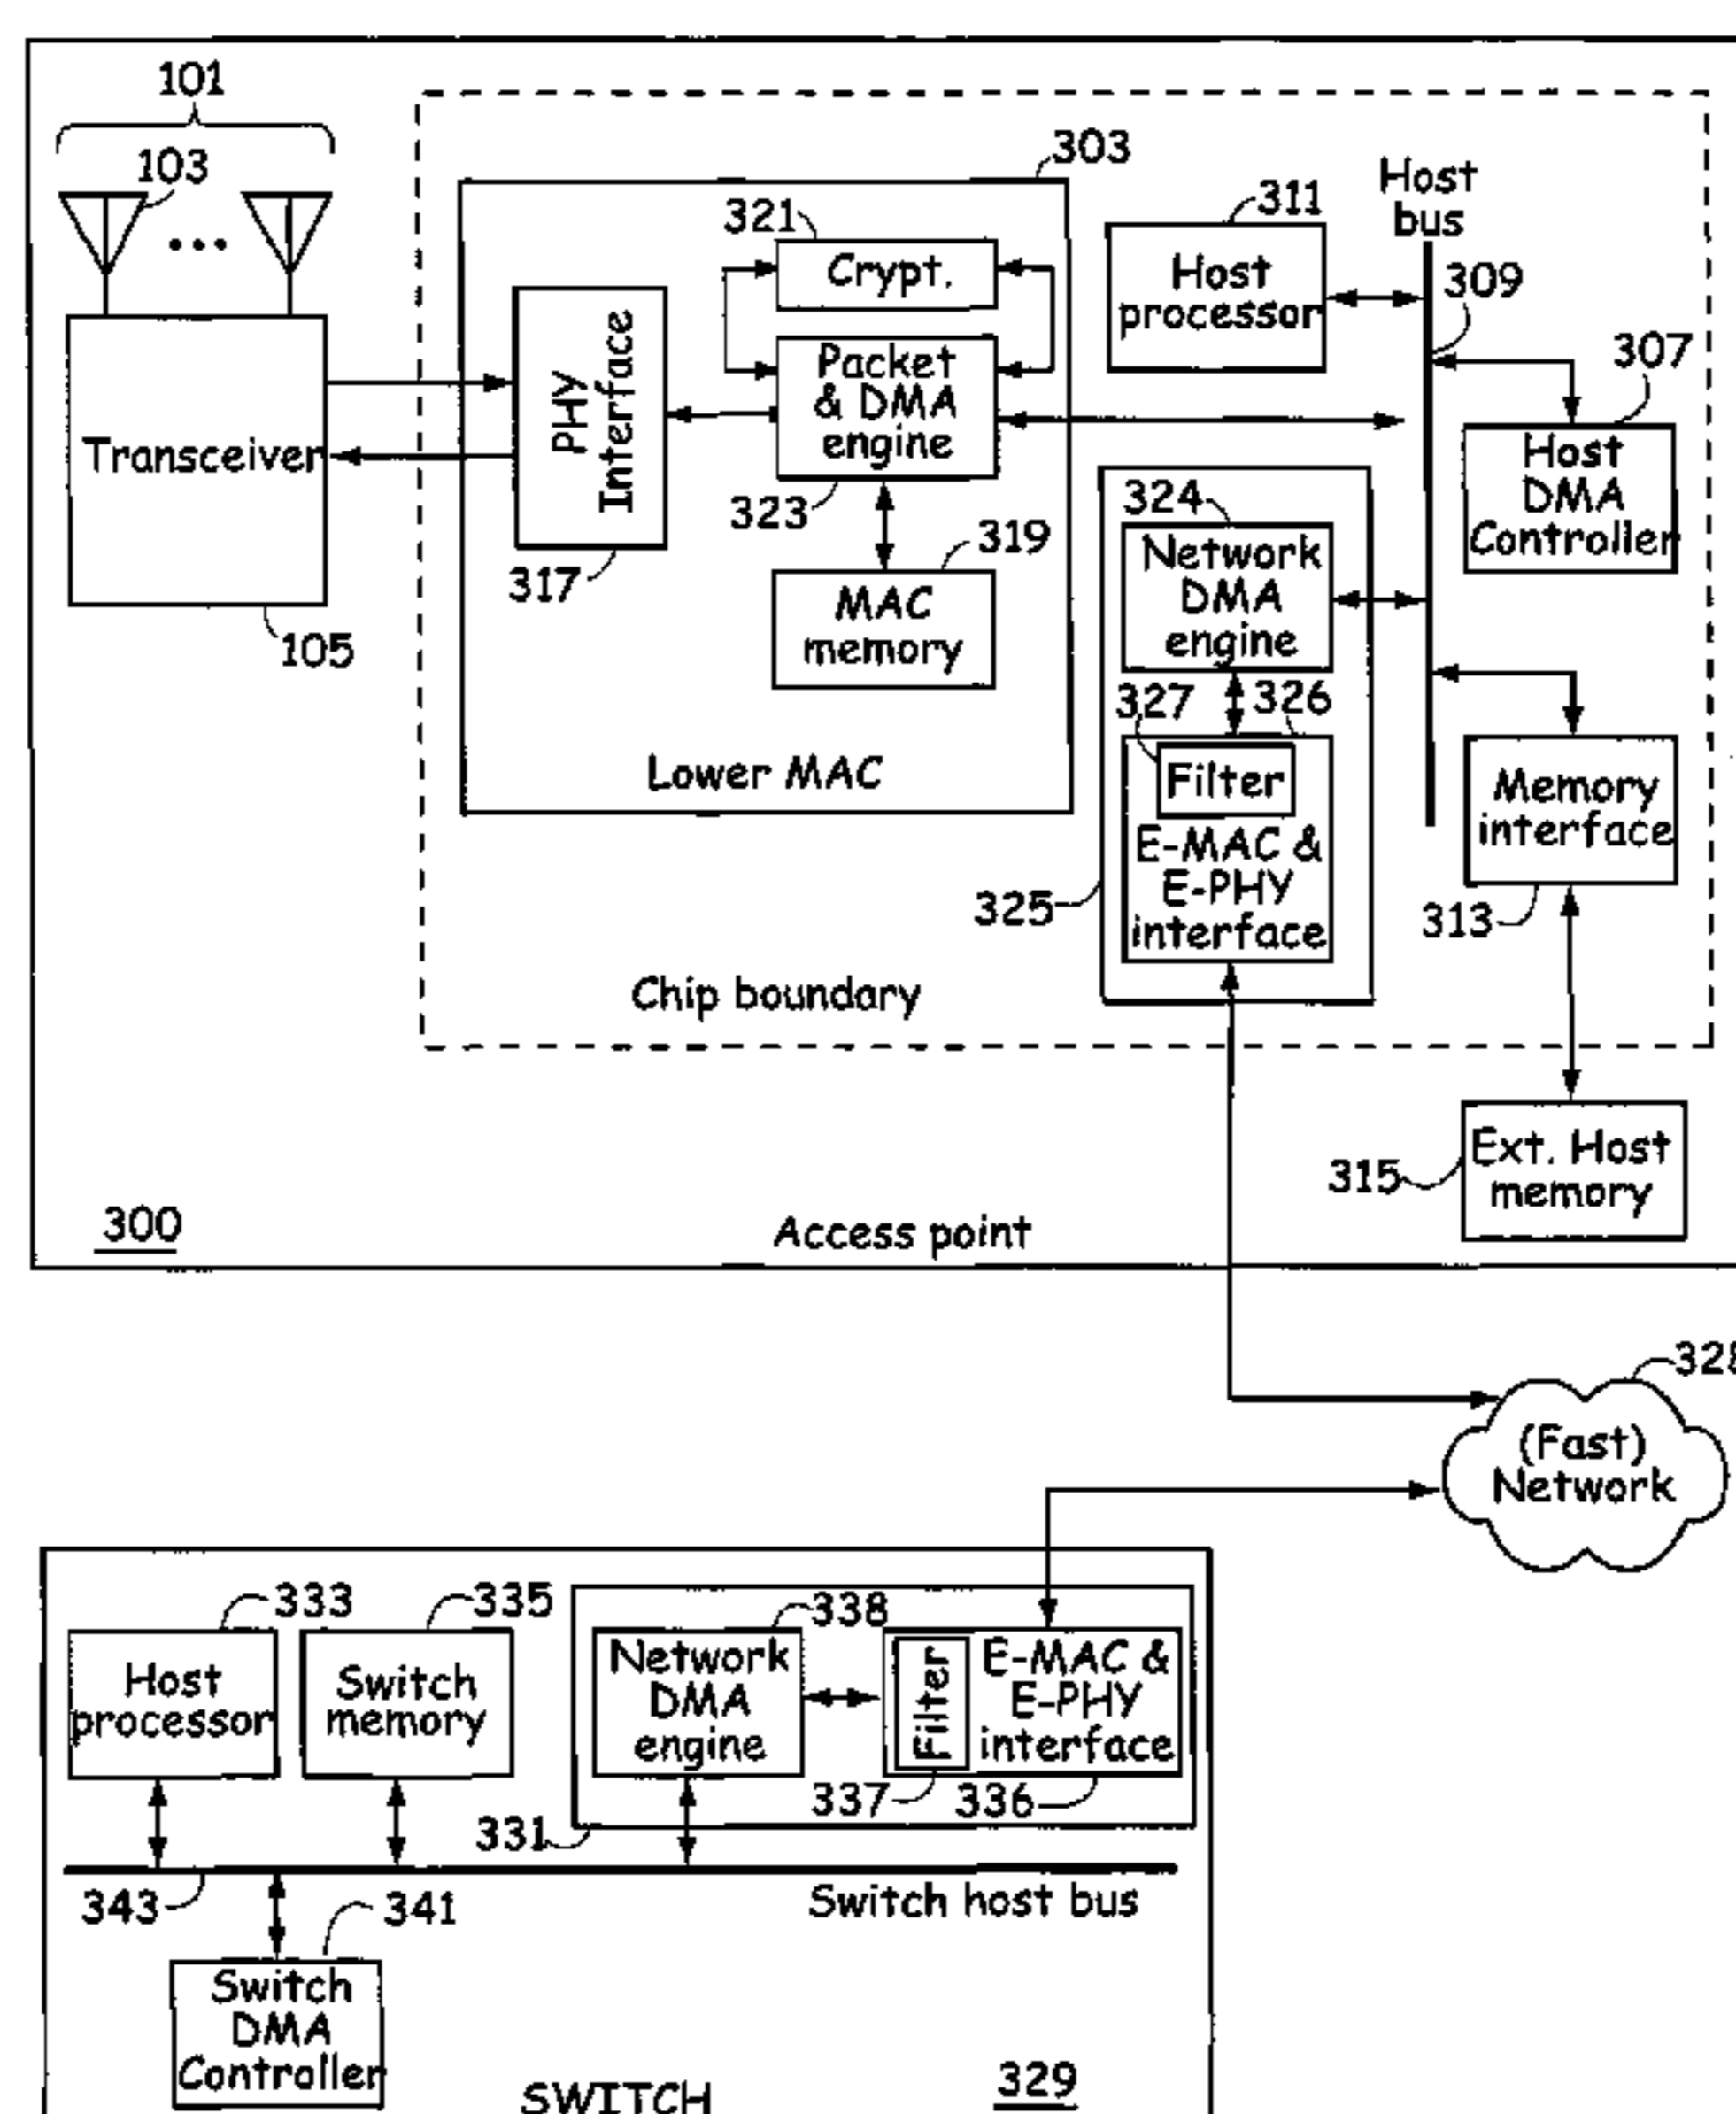 101
103
303
321
Crypt.
311
Host
processor
Host
bus
309
307
Host
DMA
Controller
PHY
Interface
Packet
& DMA
engine
Transceiver
323
319
317
MAC
memory
105
324
Network
DMA
engine
327
326
Filter
E-MAC &
E-PHY
interface
325
Memory
interface
313
Lower MAC
Chip boundary
315
Ext. Host
memory
300
Access point
328
(Fast)
Network
333
335
338
Host
processor
Switch
memory
Network
DMA
engine
Filter
E-MAC &
E-PHY
interface
337
336
331
343
341
Switch host bus
Switch
DMA
Controller
SWITCH
329